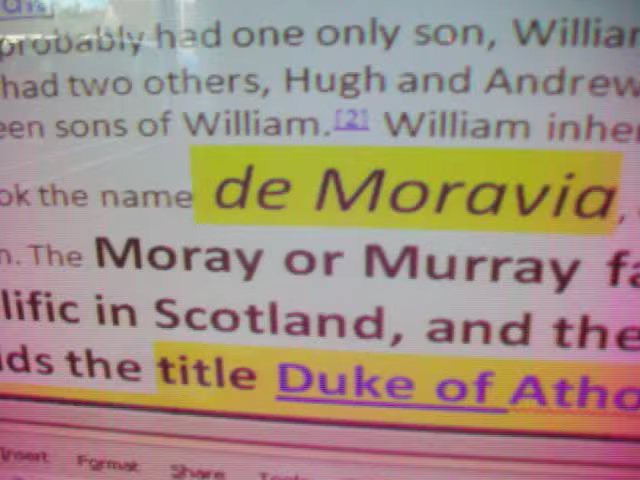 probably had one only son, William
had two others, Hugh and Andrew
een sons of William.[2] William inher
ok the name de Moravia,
n. The Moray or Murray fa
lific in Scotland, and the
ds the title Duke of Atho
Insert Format Share Tools